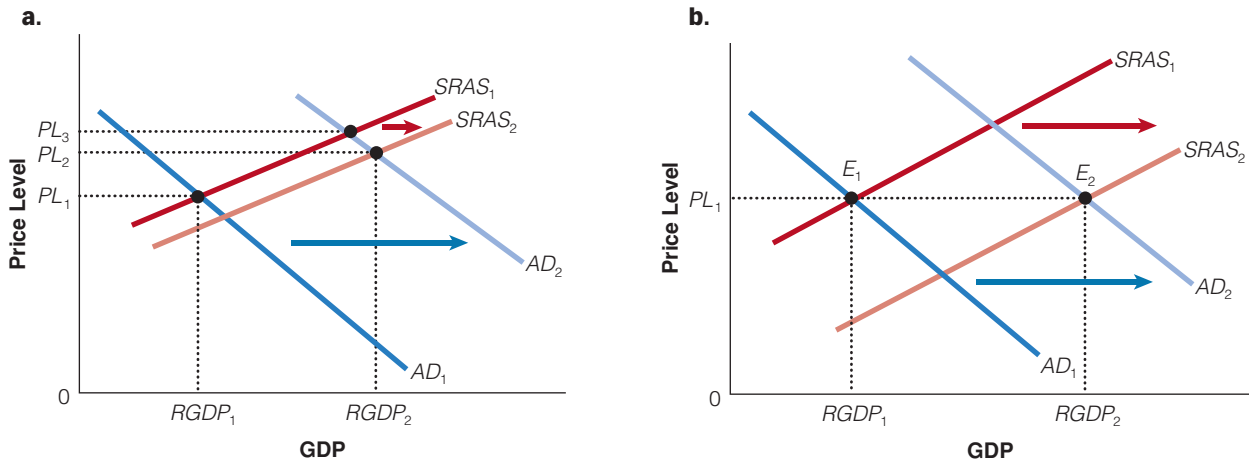 a.
SRAS₁
SRAS₂
PL₃
PL₂
PL₁
Price Level
AD₂
AD₁
0
RGDP₁
RGDP₂
GDP
b.
SRAS₁
SRAS₂
E₁
E₂
PL₁
Price Level
AD₂
AD₁
0
RGDP₁
RGDP₂
GDP